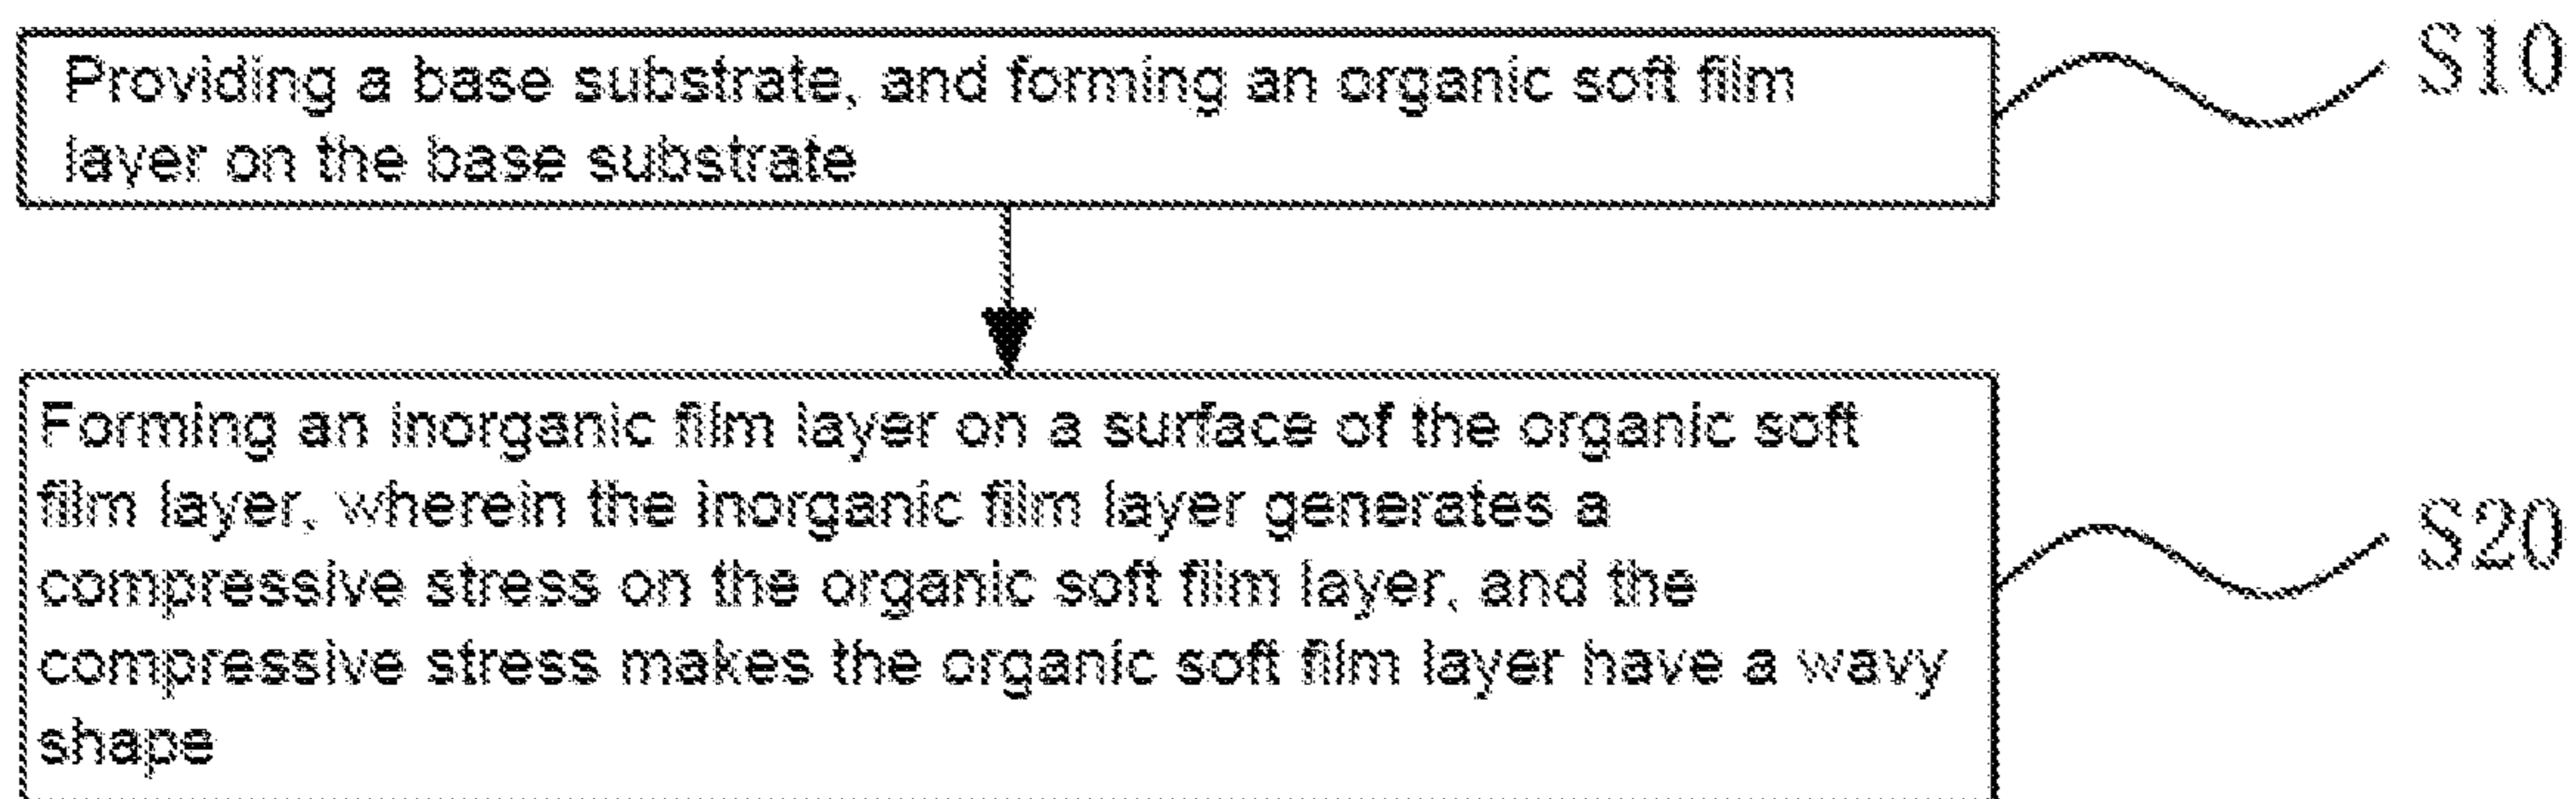 Providing a base substrate, and forming an organic soft film
layer on the base substrate
S10
Forming an inorganic film layer on a surface of the organic soft
film layer, wherein the inorganic film layer generates a
compressive stress on the organic soft film layer, and the
compressive stress makes the organic soft film layer have a wavy
shape
S20